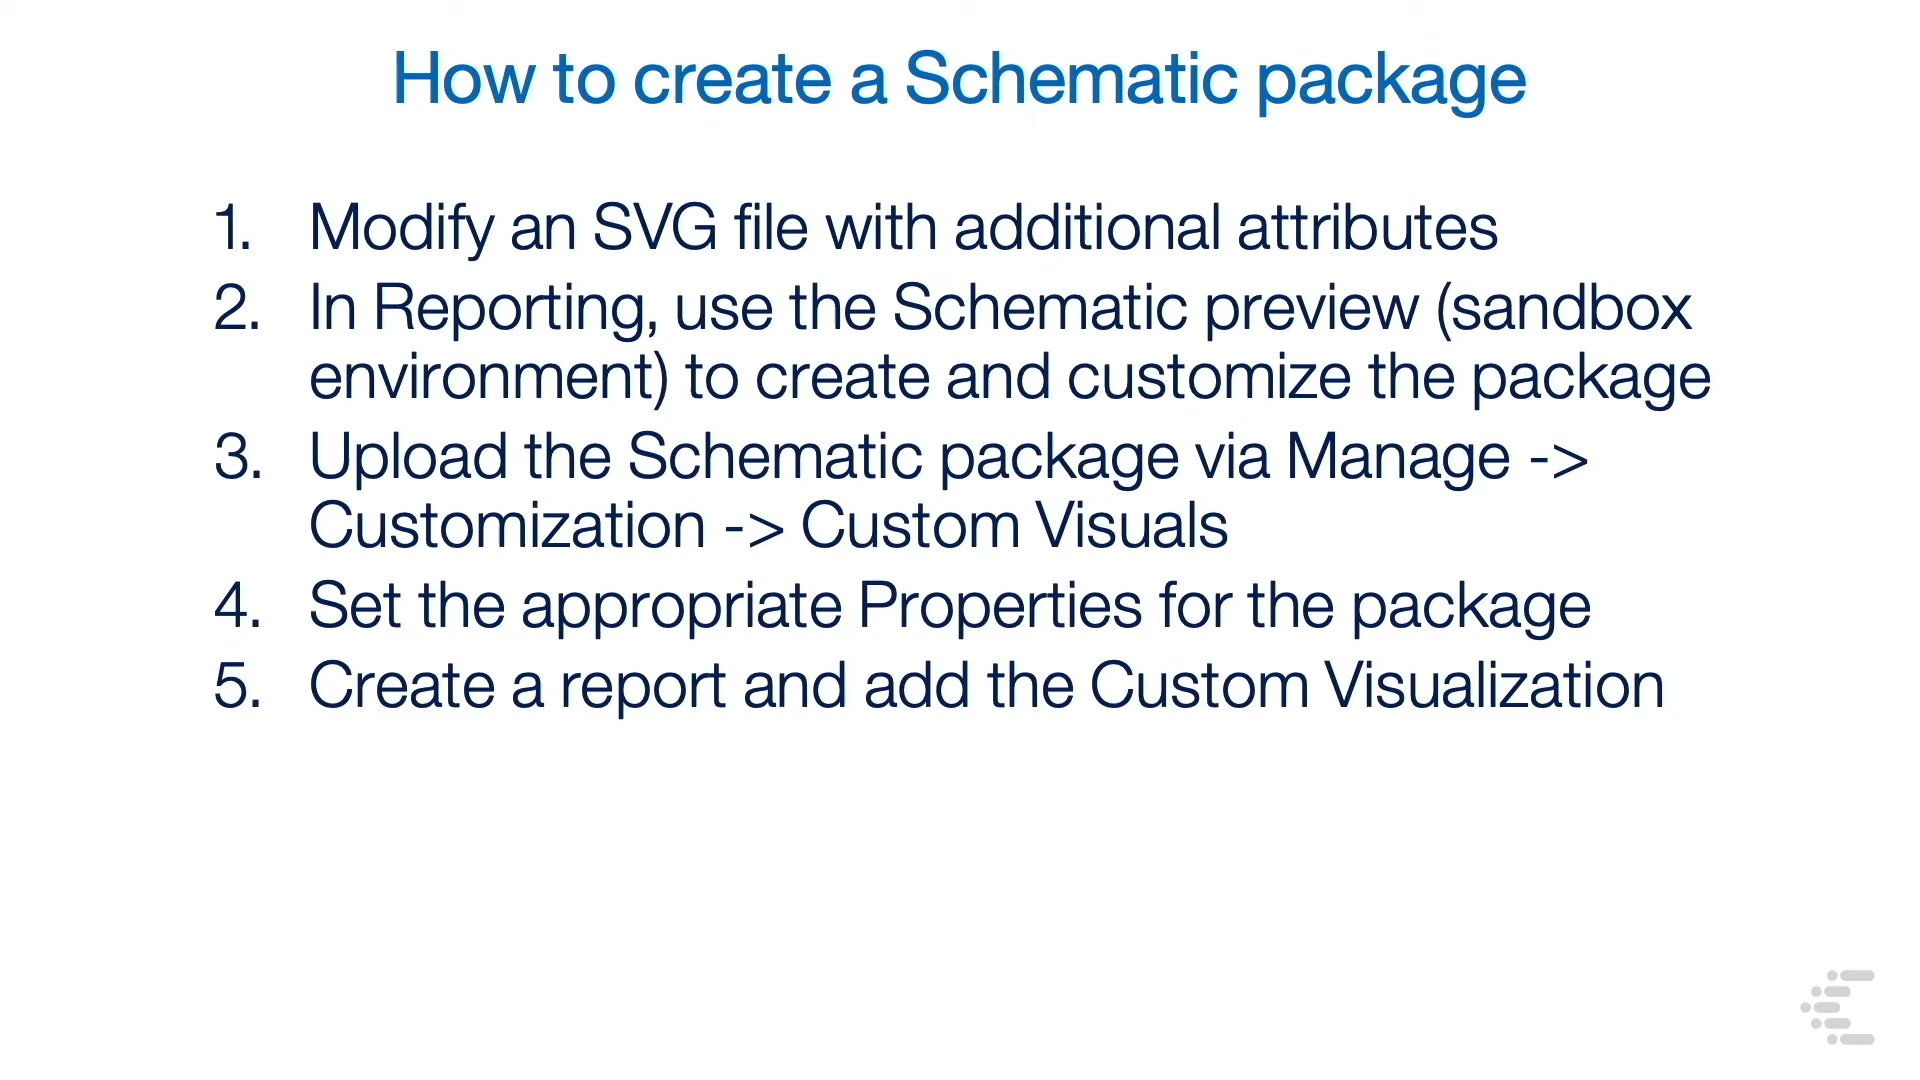 How to create a Schematic package
1. Modify an SVG file with additional attributes
2. In Reporting, use the Schematic preview (sandbox
environment) to create and customize the package
3. Upload the Schematic package via Manage ->
Customization -> Custom Visuals
4. Set the appropriate Properties for the package
5. Create a report and add the Custom Visualization